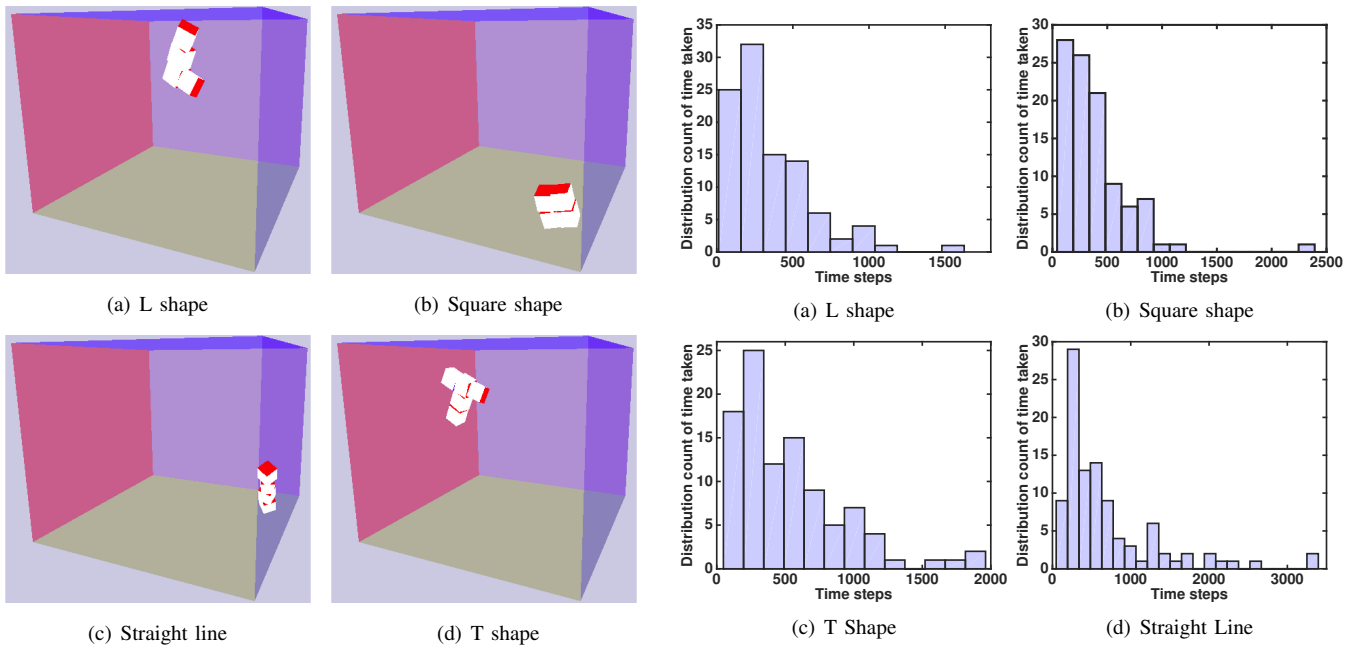 (a) L shape
(b) Square shape
(c) Straight line
(d) T shape
Distribution count of time taken
35
30
25
20
15
10
5
0
0 500 1000 1500
Time steps
(a) L shape
Distribution count of time taken
30
25
20
15
10
5
0
0 500 1000 1500 2000 2500
Time steps
(b) Square shape
Distribution count of time taken
25
20
15
10
5
0
0 500 1000 1500 2000
Time steps
(c) T Shape
Distribution count of time taken
30
25
20
15
10
5
0
0 1000 2000 3000
Time steps
(d) Straight Line